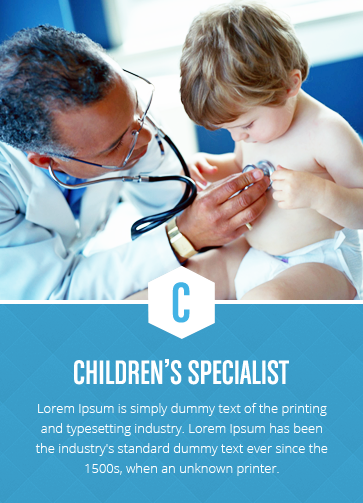 C
CHILDREN'S SPECIALIST
Lorem Ipsum is simply dummy text of the printing
and typesetting industry. Lorem Ipsum has been
the industry's standard dummy text ever since the
1500s, when an unknown printer.